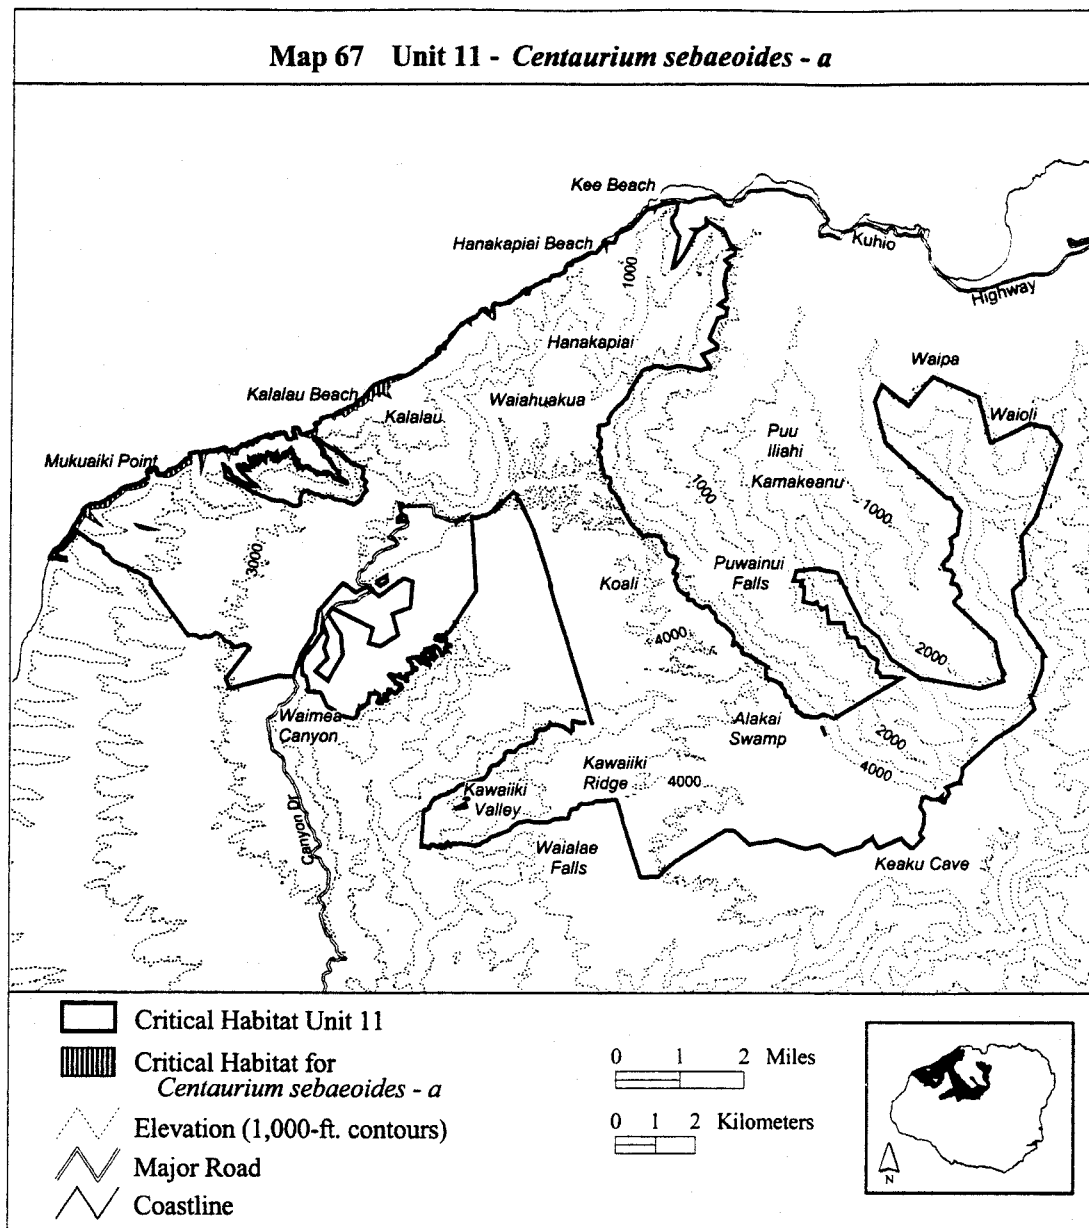 Map 67 Unit 11 - Centaurium sebaeoides - a
Kee Beach
Hanakapiai Beach
Kuhio
Highway
1000
Hanakapiai
Waipa
Kalalau Beach
Waiahuakua
Kalalau
Waioli
Puu
Iliahi
Mukuaiki Point
Kamakeanu
1000
1000
3000
Koali
Puwainui
Falls
4000
2000
Waimea
Canyon
Alakai
Swamp
2000
4000
Kawaiiki
Ridge
4000
Kawaiiki
Valley
Canyon Dr
Waialae
Falls
Keaku Cave
Critical Habitat Unit 11
Critical Habitat for
Centaurium sebaeoides - a
Elevation (1,000-ft. contours)
Major Road
Coastline
0 1 2 Miles
0 1 2 Kilometers
N